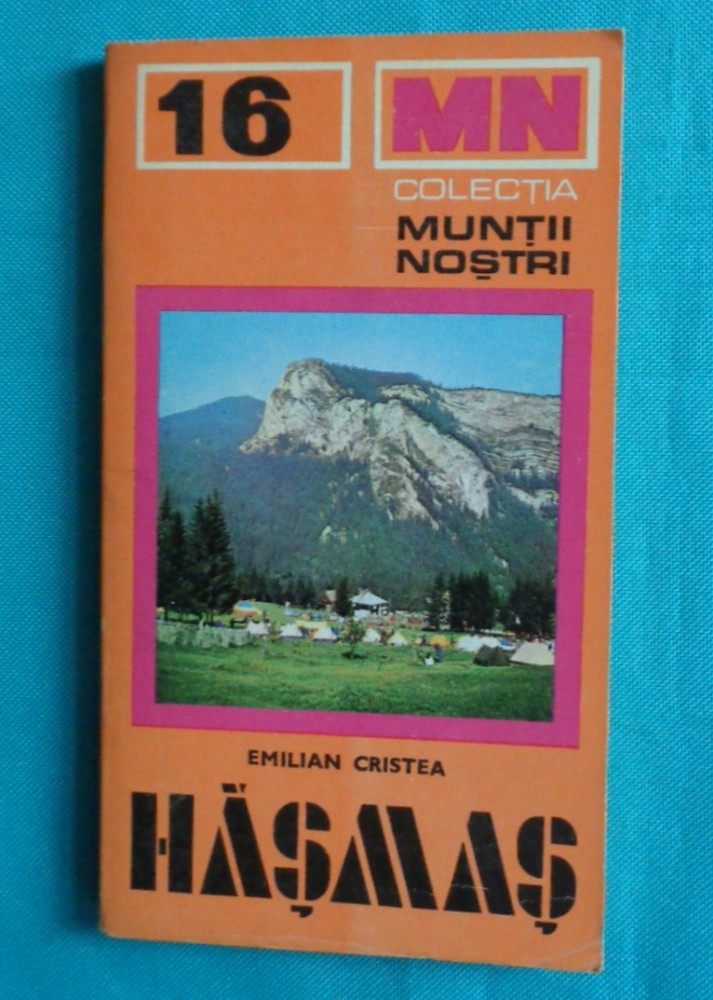 16
MN
COLECȚIA
MUNȚII
NOȘTRI
EMILIAN CRISTEA
HĂȘMAȘ